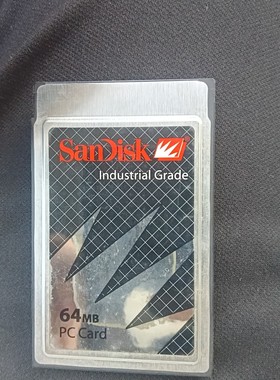 SanDisk
Industrial Grade
64MB
PC Card